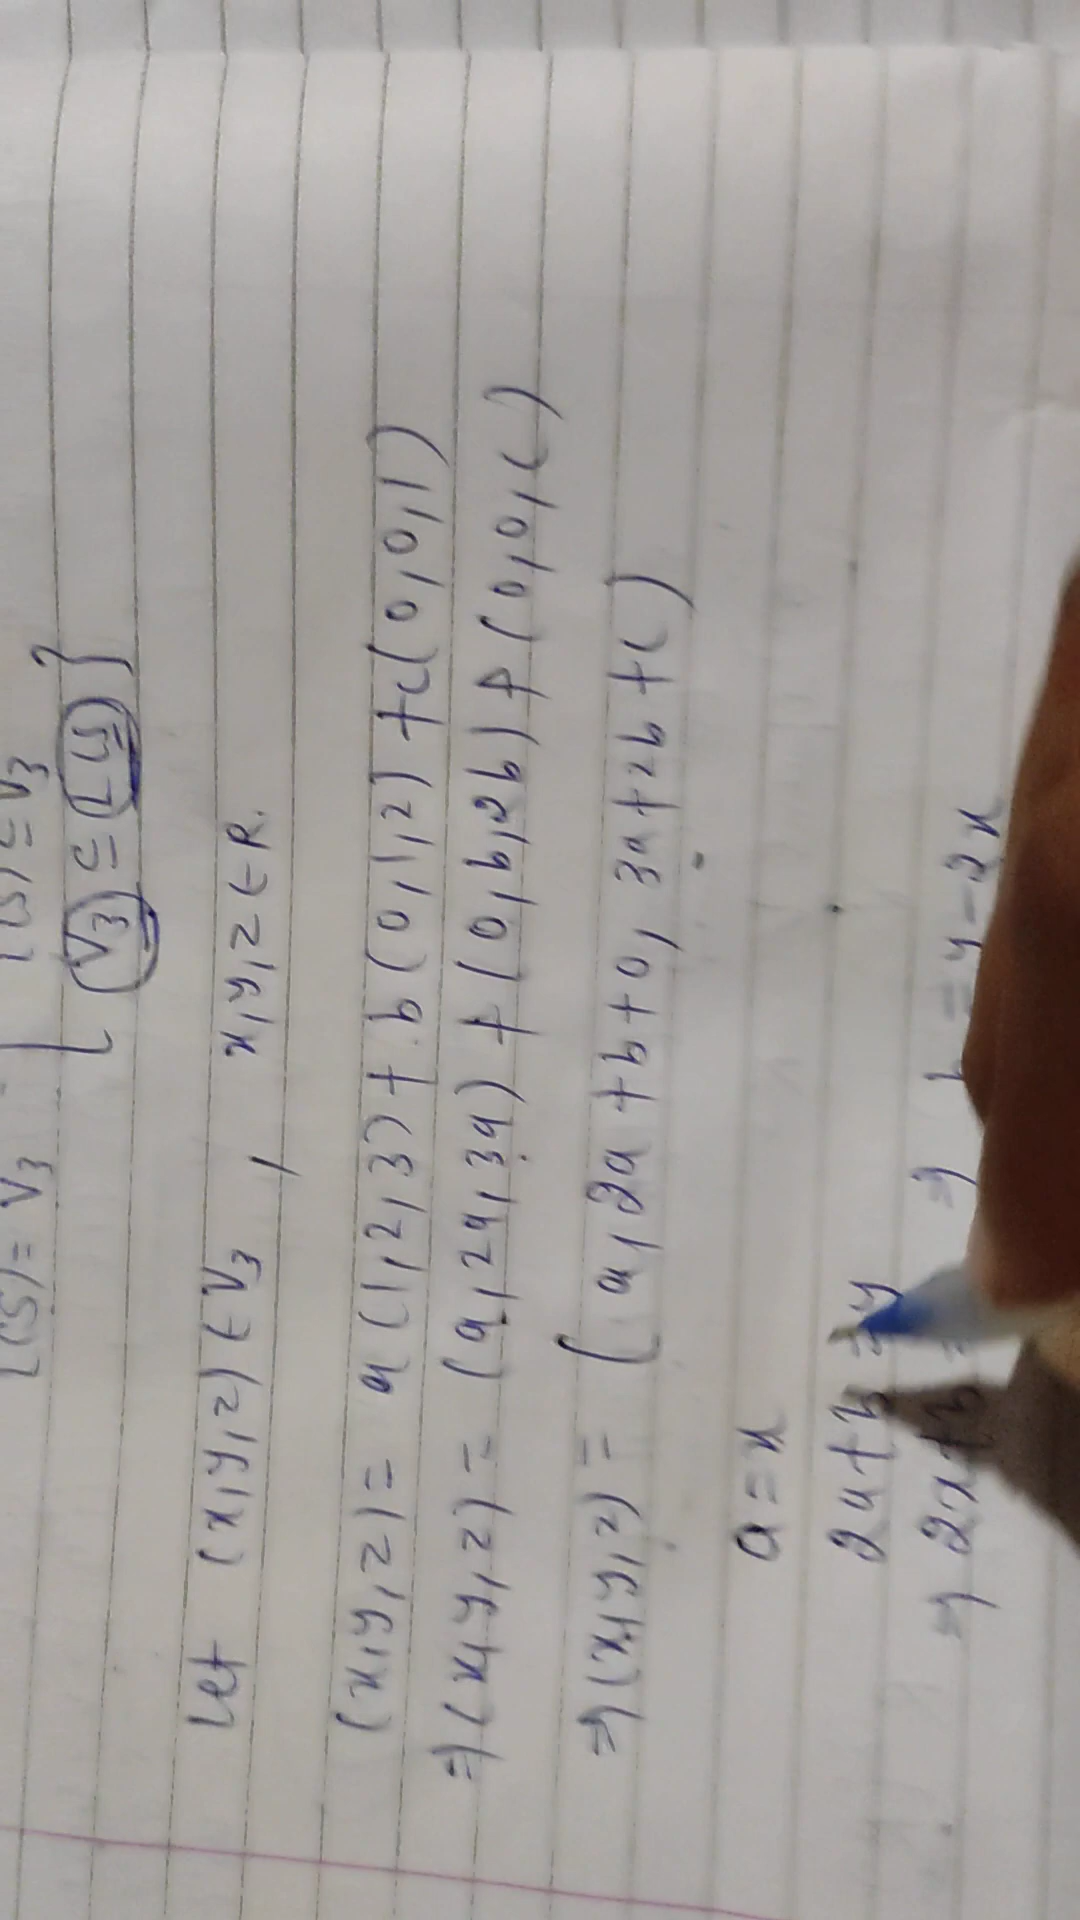 L(S) = V3 { L(S) ⊆ V3
V3 ⊆ L(S) }
Let (x,y,z) ∈ V3 , x,y,z ∈ R.
(x,y,z) = a(1,2,3) + b(0,1,2) + c(0,0,1)
⇒ (x,y,z) = (a,2a,3a) + (0,b,2b) + (0,0,c)
⇒ (x,y,z) = (a,2a+b+0, 3a+2b+c)
a = x
2a+b = y
⇒ 2x+b = ⇒ b = y-2x